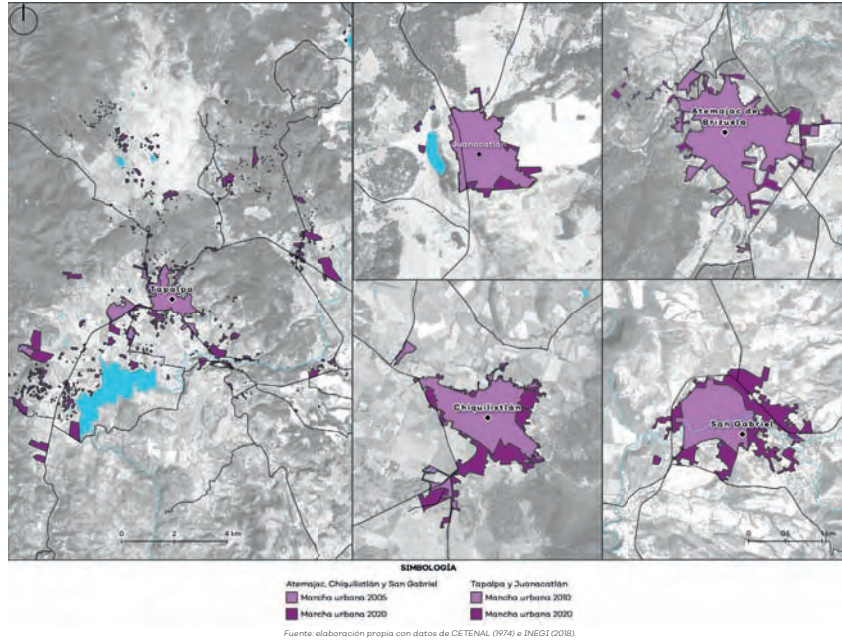 Juanacatlán
Atemajac de
Brizuela
Tapalpa
Chiquilistlán
San Gabriel
0 2 4 km
0 0.5 1 km
SIMBOLOGÍA
Atemajac, Chiquilistlán y San Gabriel
Mancha urbana 2005
Mancha urbana 2020
Tapalpa y Juanacatlán
Mancha urbana 2010
Mancha urbana 2020
Fuente: elaboración propia con datos de CETENAL (1974) e INEGI (2018).